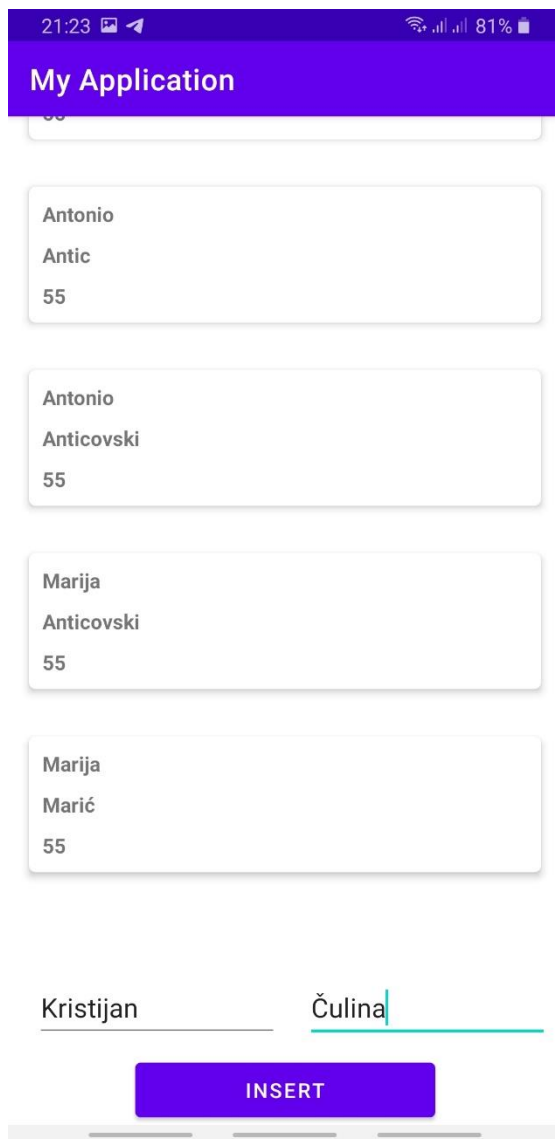 21:23 81%
My Application
Antonio
Antic
55
Antonio
Anticovski
55
Marija
Anticovski
55
Marija
Marić
55
Kristijan Čulina
INSERT